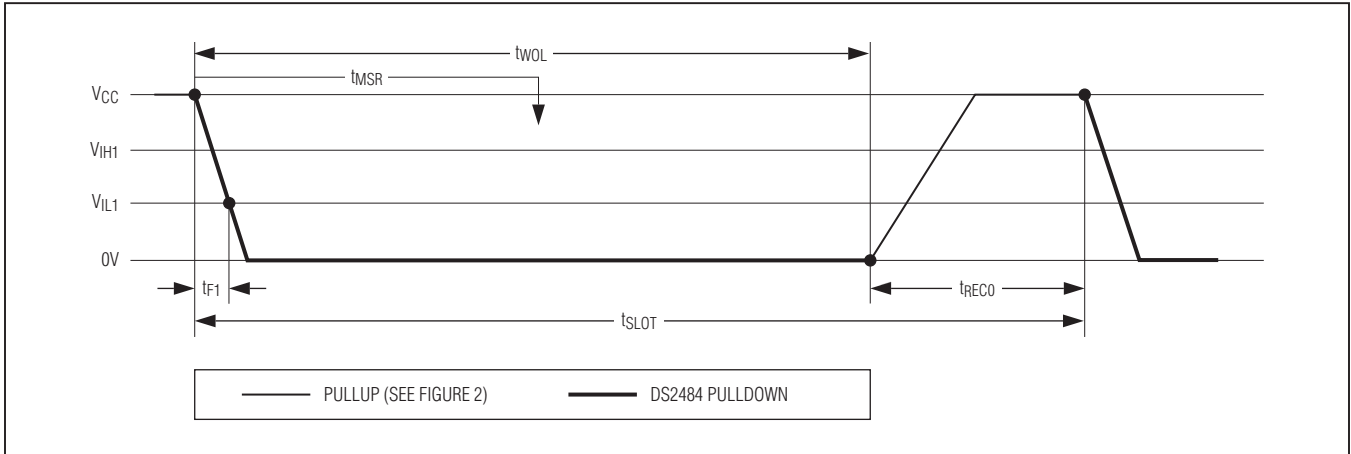 tWOL
tMSR
VCC
VIH1
VIL1
0V
tF1
tREC0
tSLOT
PULLUP (SEE FIGURE 2)
DS2484 PULLDOWN